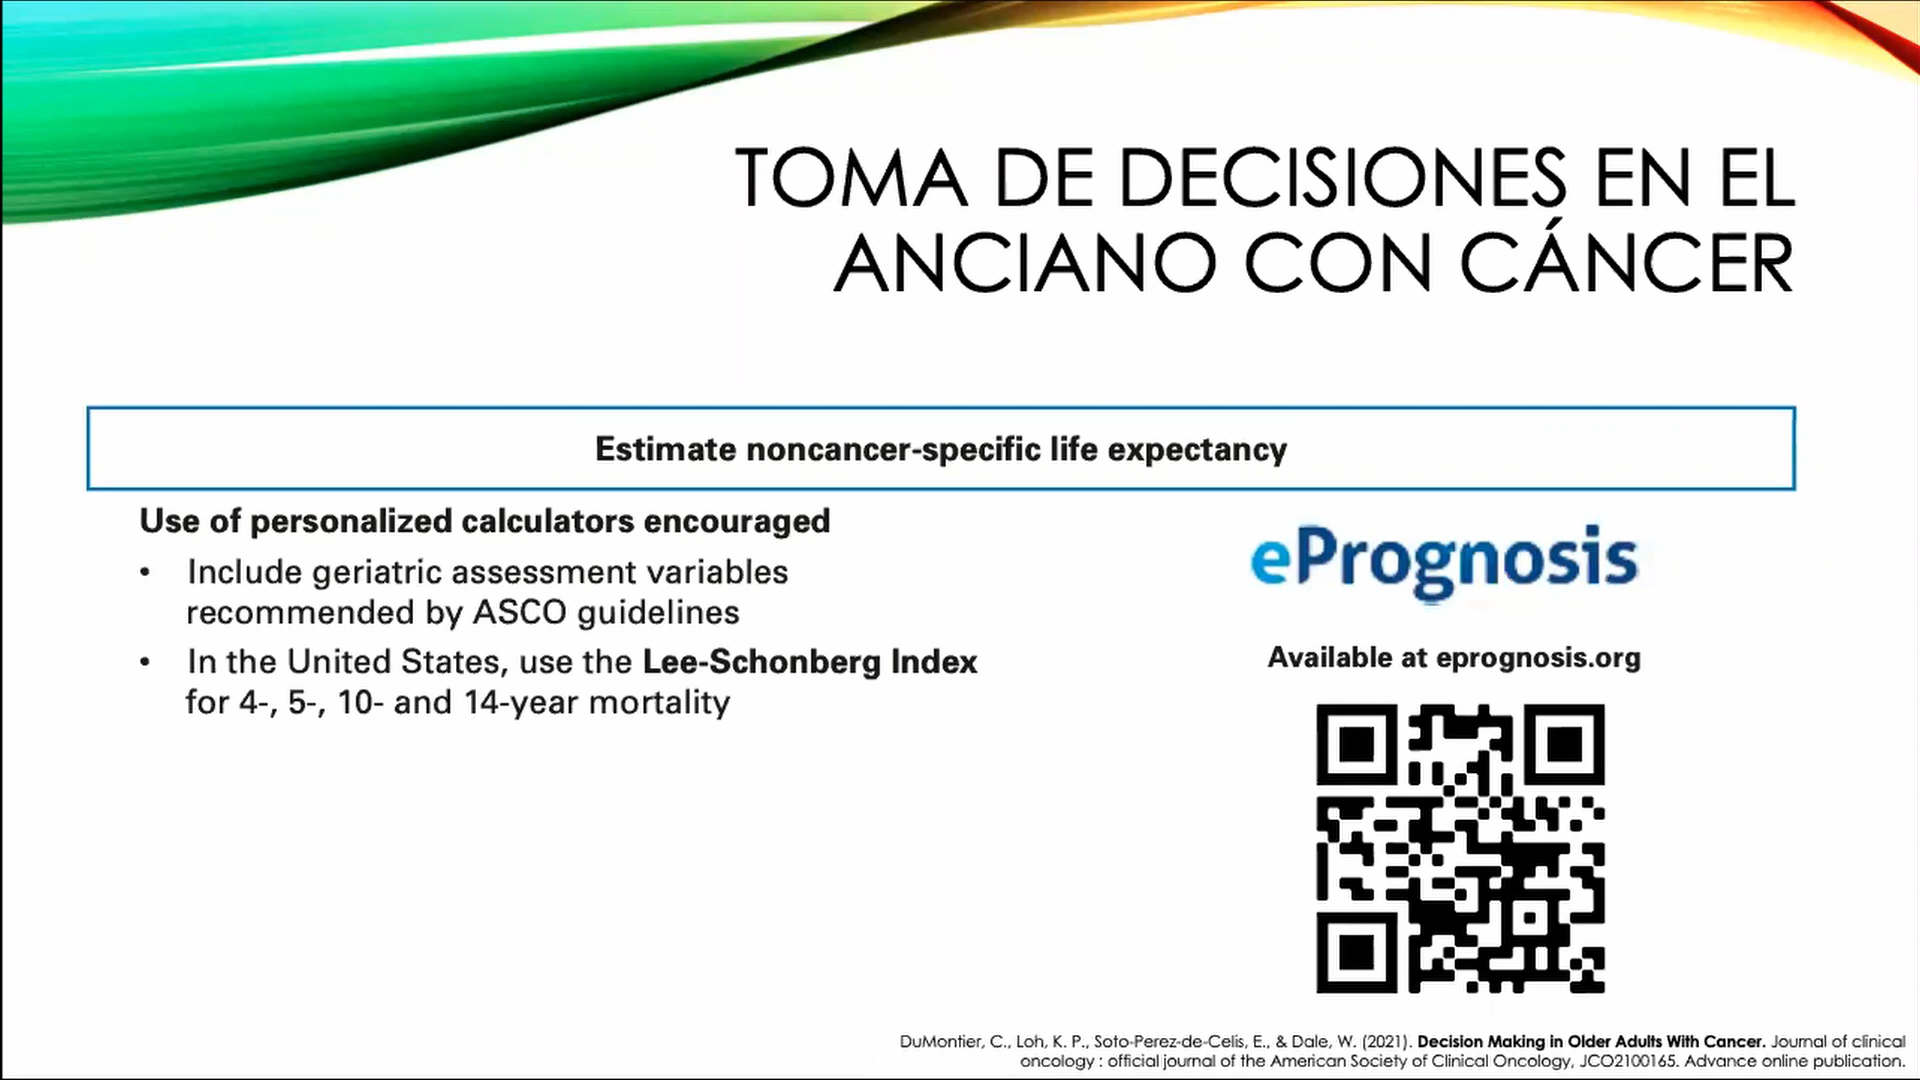 TOMA DE DECISIONES EN EL
ANCIANO CON CÁNCER
Estimate noncancer-specific life expectancy
Use of personalized calculators encouraged
• Include geriatric assessment variables
recommended by ASCO guidelines
• In the United States, use the Lee-Schonberg Index
for 4-, 5-, 10- and 14-year mortality
ePrognosis
Available at eprognosis.org
DuMontier, C., Loh, K. P., Soto-Perez-de-Celis, E., & Dale, W. (2021). Decision Making in Older Adults With Cancer. Journal of clinical
oncology : official journal of the American Society of Clinical Oncology, JCO2100165. Advance online publication.